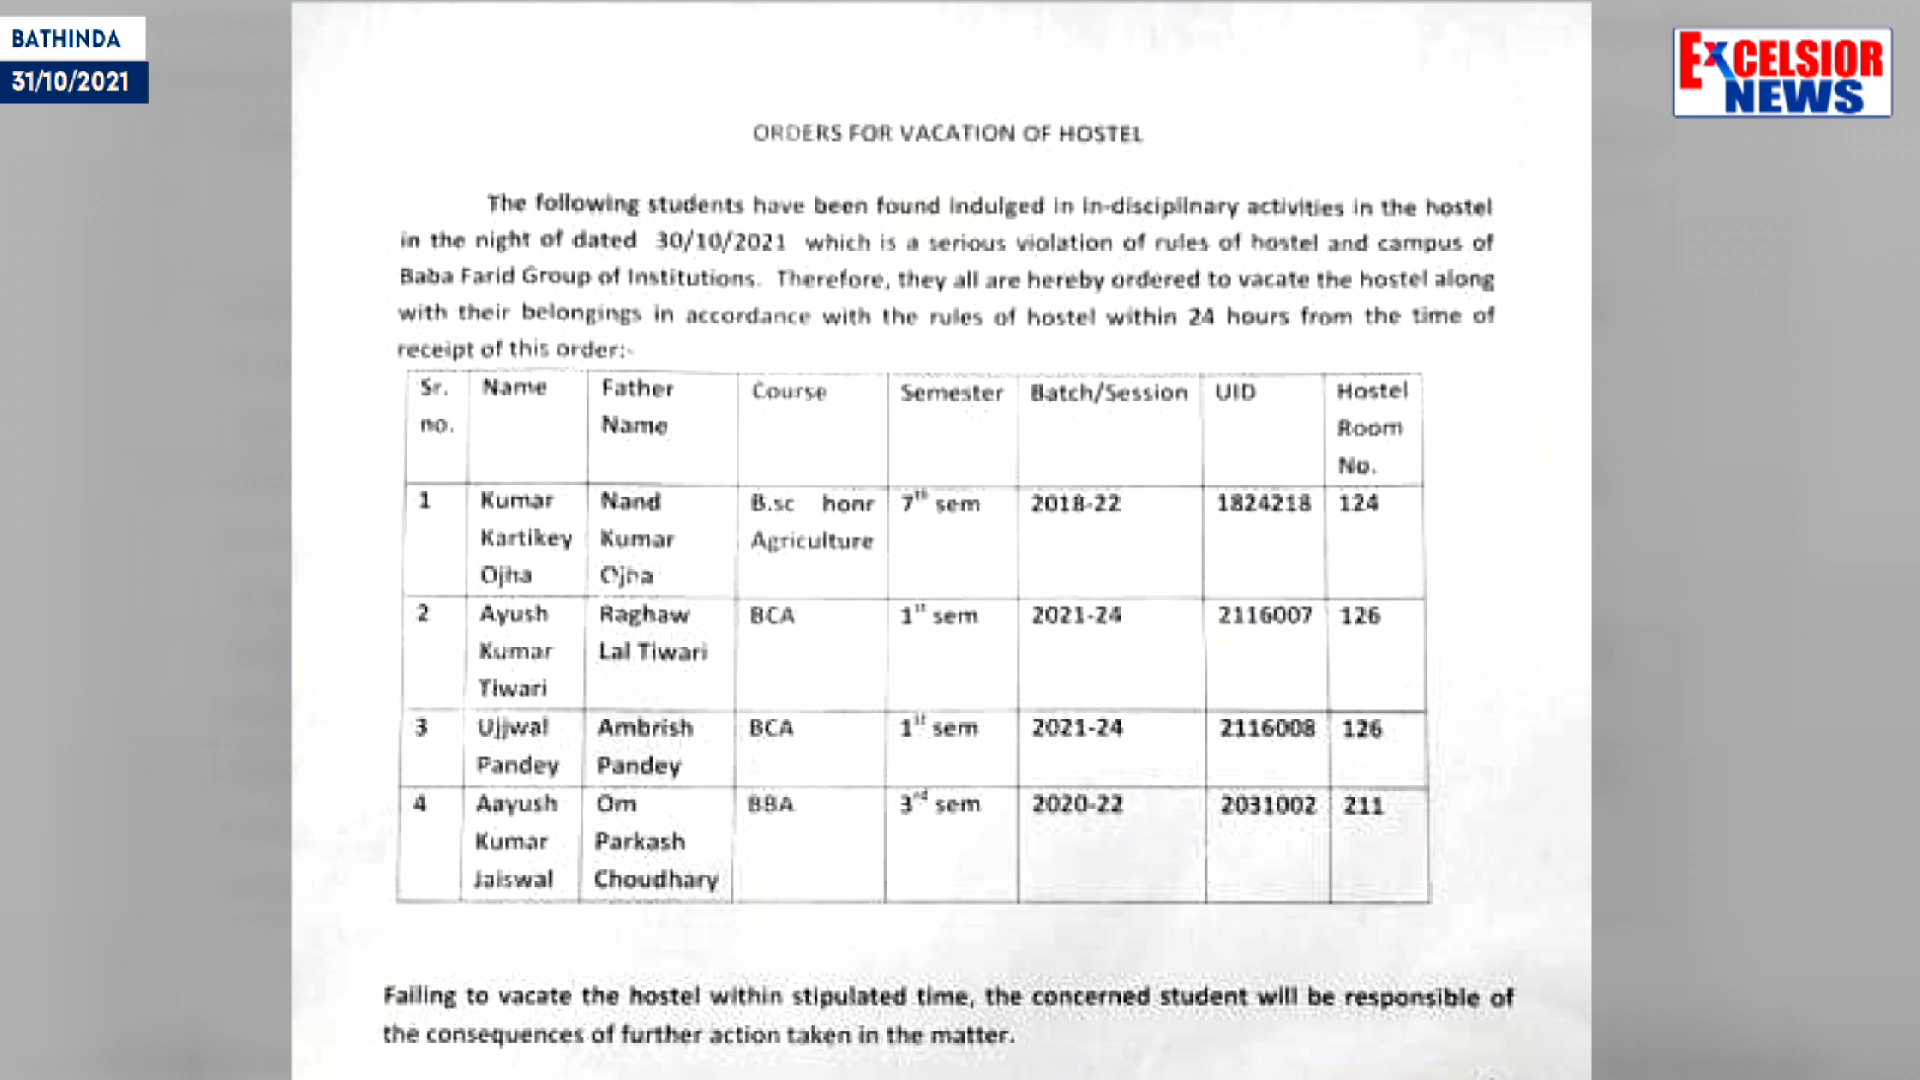 BATHINDA
31/10/2021
EXCELSIOR
NEWS
ORDERS FOR VACATION OF HOSTEL
The following students have been found indulged in in-disciplinary activities in the hostel
in the night of dated 30/10/2021 which is a serious violation of rules of hostel and campus of
Baba Farid Group of Institutions. Therefore, they all are hereby ordered to vacate the hostel along
with their belongings in accordance with the rules of hostel within 24 hours from the time of
receipt of this order:-
Sr. Name Father Course Semester Batch/Session UID Hostel
no. Name Room
No.
1 Kumar Nand B.sc honr 7th sem 2018-22 1824218 124
Kartikey Kumar Agriculture
Ojha Ojha
2 Ayush Raghaw BCA 1st sem 2021-24 2116007 126
Kumar Lal Tiwari
Tiwari
3 Ujjwal Ambrish BCA 1st sem 2021-24 2116008 126
Pandey Pandey
4 Aayush Om BBA 3rd sem 2020-22 2031002 211
Kumar Parkash
Jaiswal Choudhary
Failing to vacate the hostel within stipulated time, the concerned student will be responsible of
the consequences of further action taken in the matter.